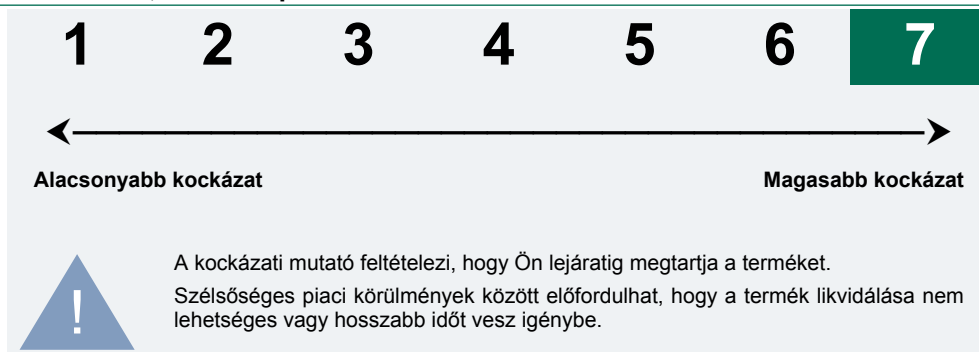 1 2 3 4 5 6 7
Alacsonyabb kockázat Magasabb kockázat
A kockázati mutató feltételezi, hogy Ön lejáratig megtartja a terméket.
! Szélsőséges piaci körülmények között előfordulhat, hogy a termék likvidálása nem
lehetséges vagy hosszabb időt vesz igénybe.